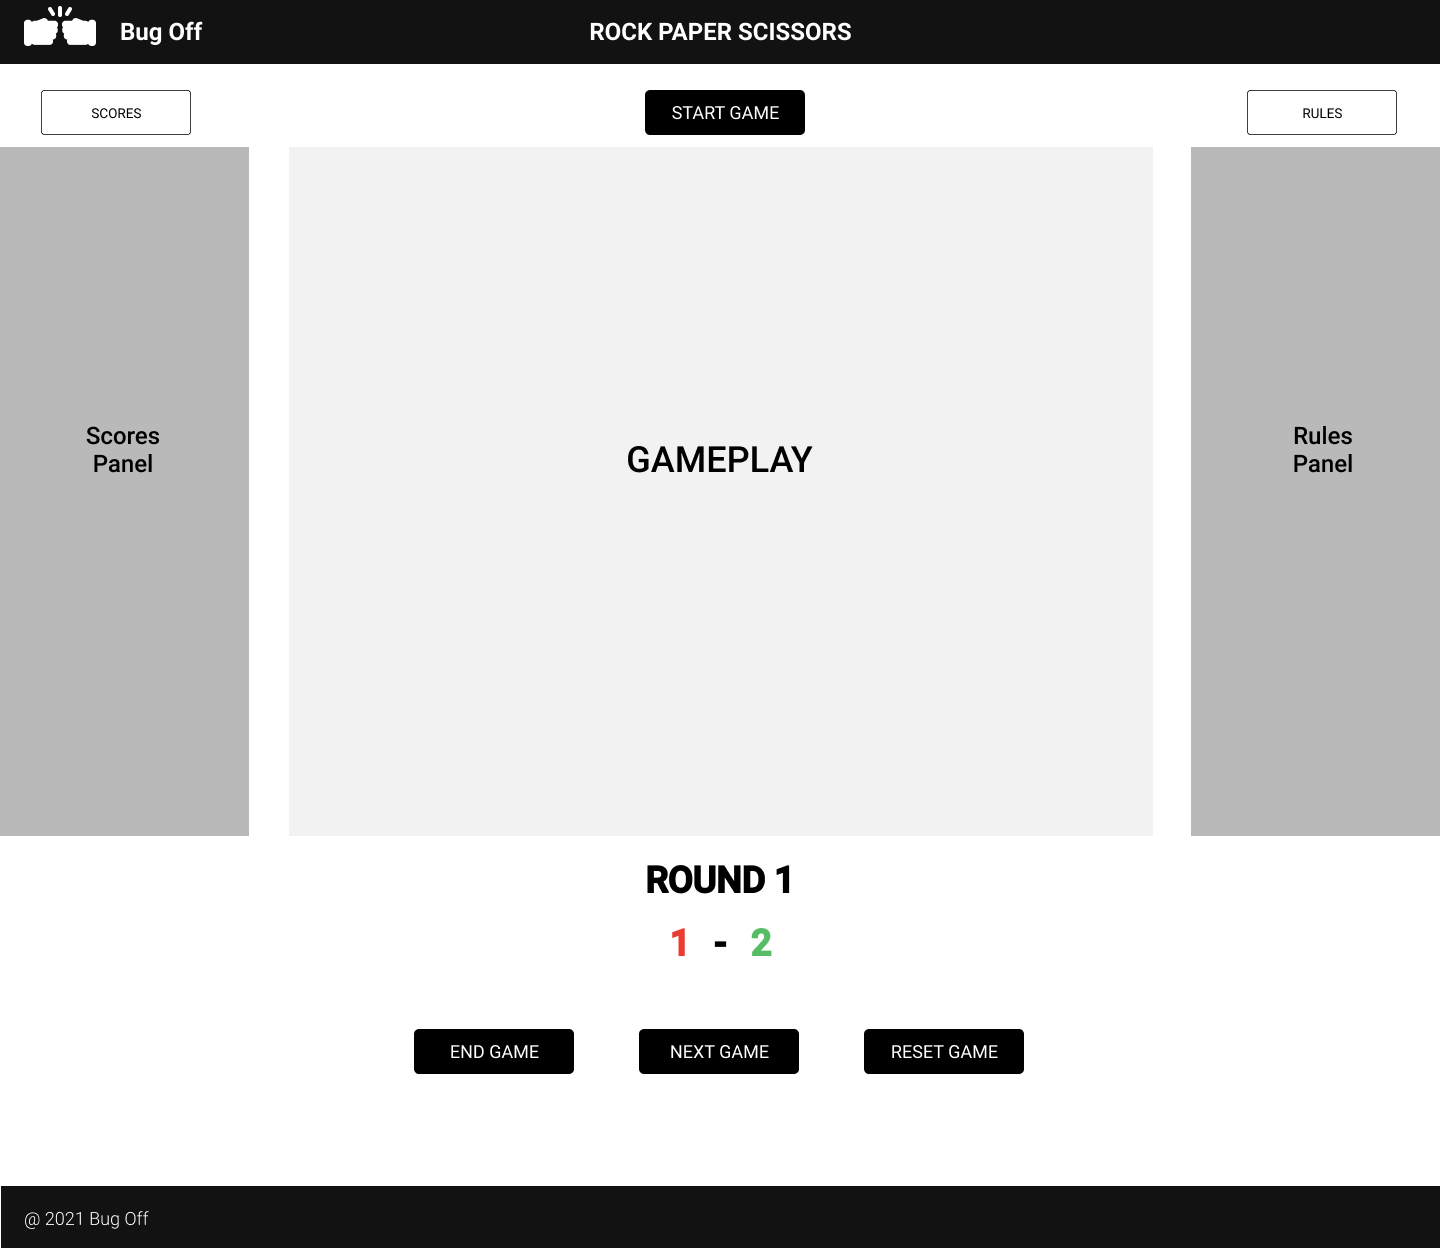 Bug Off
ROCK PAPER SCISSORS
SCORES
START GAME
RULES
Scores
Panel
GAMEPLAY
Rules
Panel
ROUND 1
1 - 2
END GAME
NEXT GAME
RESET GAME
@ 2021 Bug Off